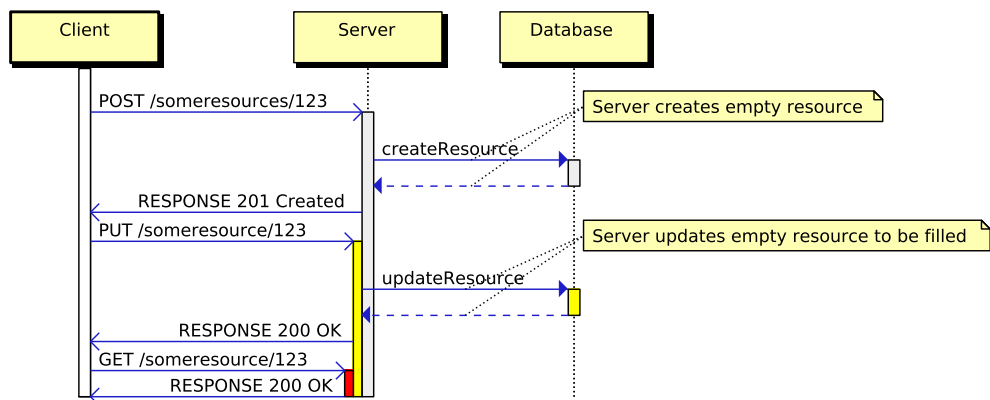 Client
Server
Database
POST /someresources/123
Server creates empty resource
createResource
RESPONSE 201 Created
PUT /someresource/123
Server updates empty resource to be filled
updateResource
RESPONSE 200 OK
GET /someresource/123
RESPONSE 200 OK